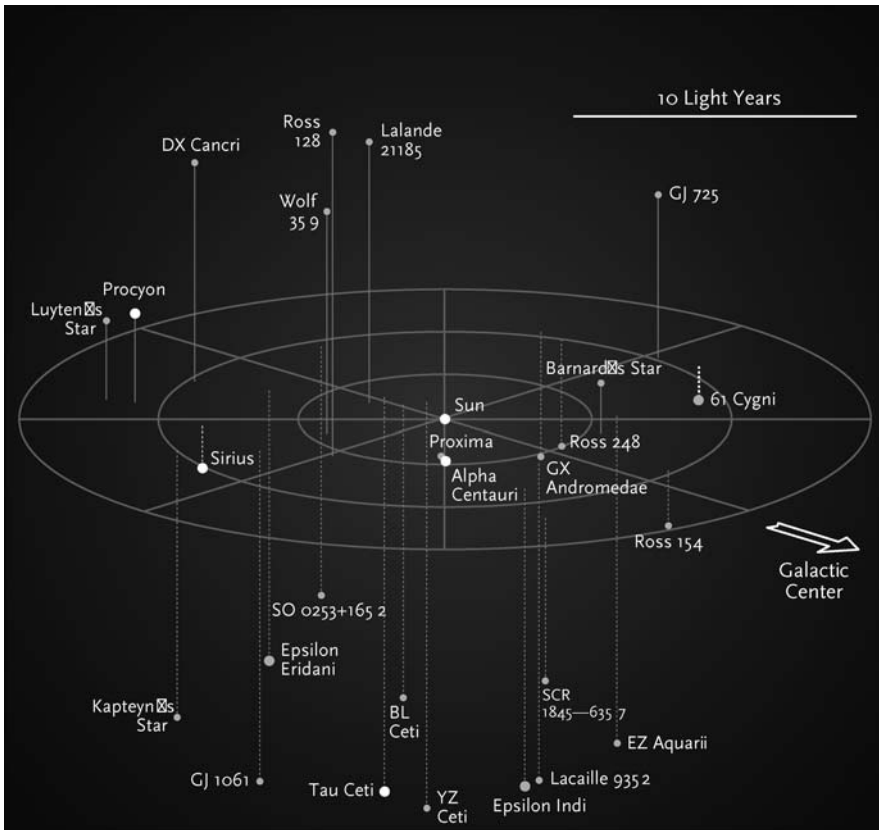 10 Light Years
Ross
128
Lalande
21185
DX Cancri
Wolf
35 9
GJ 725
Procyon
Luyten☒s
Star
Barnard☒s Star
61 Cygni
Sun
Proxima
Ross 248
Sirius
Alpha
Centauri
GX
Andromedae
Ross 154
Galactic
Center
SO 0253+165 2
Epsilon
Eridani
Kapteyn☒s
Star
BL
Ceti
SCR
1845—635 7
EZ Aquarii
GJ 1061
Tau Ceti
YZ
Ceti
Epsilon Indi
Lacaille 9352